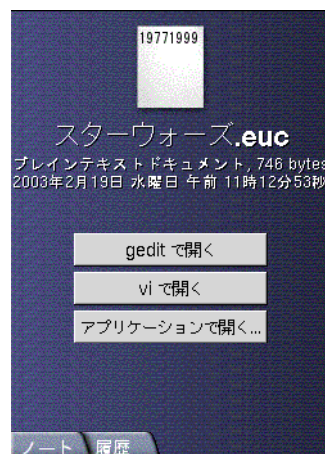 19771999
スターウォーズ.euc
プレインテキストドキュメント, 746 bytes
2003年2月19日 水曜日 午前 11時12分53秒
gedit で開く
vi で開く
アプリケーションで開く...
ノート 履歴